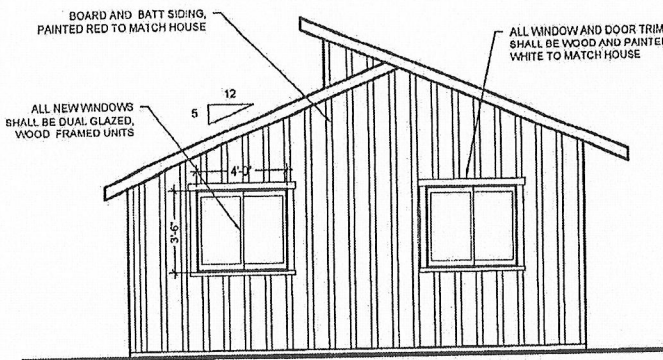 BOARD AND BATT SIDING,
PAINTED RED TO MATCH HOUSE
ALL WINDOW AND DOOR TRIM
SHALL BE WOOD AND PAINTED
WHITE TO MATCH HOUSE
12
5
ALL NEW WINDOWS
SHALL BE DUAL GLAZED,
WOOD FRAMED UNITS
4'-0"
3'-6"